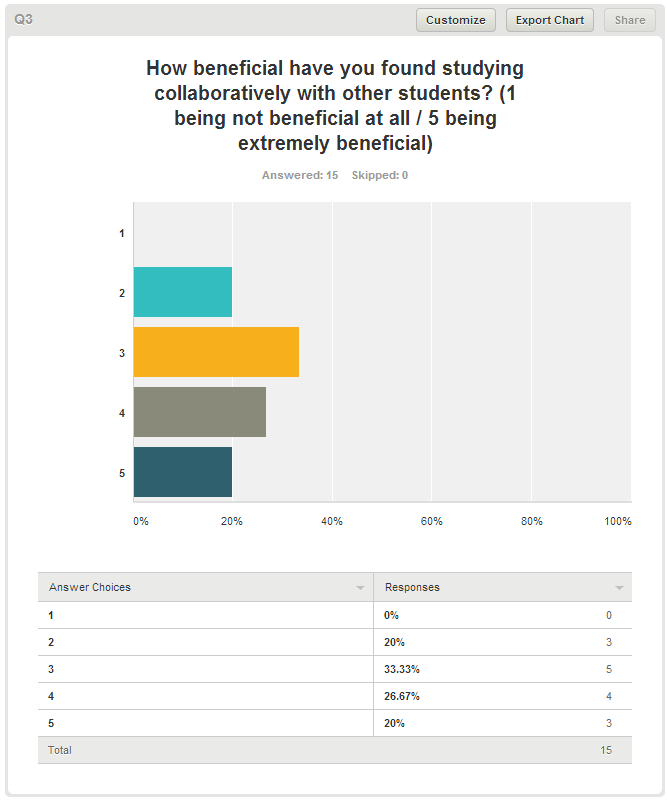 Q3
Customize Export Chart Share
How beneficial have you found studying
collaboratively with other students? (1
being not beneficial at all / 5 being
extremely beneficial)
Answered: 15 Skipped: 0
1
2
3
4
5
0% 20% 40% 60% 80% 100%
Answer Choices Responses
1 0% 0
2 20% 3
3 33.33% 5
4 26.67% 4
5 20% 3
Total 15